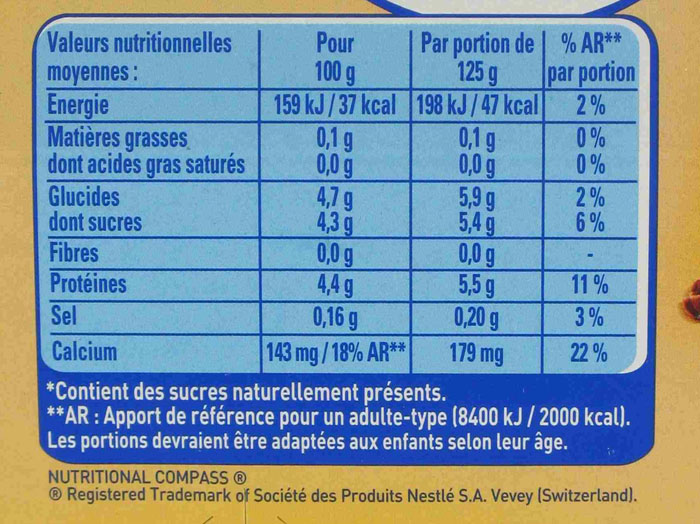 Valeurs nutritionnelles moyennes : Pour 100 g Par portion de 125 g % AR** par portion
Energie 159 kJ / 37 kcal 198 kJ / 47 kcal 2 %
Matières grasses 0,1 g 0,1 g 0 %
dont acides gras saturés 0,0 g 0,0 g 0 %
Glucides 4,7 g 5,9 g 2 %
dont sucres 4,3 g 5,4 g 6 %
Fibres 0,0 g 0,0 g -
Protéines 4,4 g 5,5 g 11 %
Sel 0,16 g 0,20 g 3 %
Calcium 143 mg / 18% AR** 179 mg 22 %
*Contient des sucres naturellement présents.
**AR : Apport de référence pour un adulte-type (8400 kJ / 2000 kcal).
Les portions devraient être adaptées aux enfants selon leur âge.
NUTRITIONAL COMPASS ®
® Registered Trademark of Société des Produits Nestlé S.A. Vevey (Switzerland).